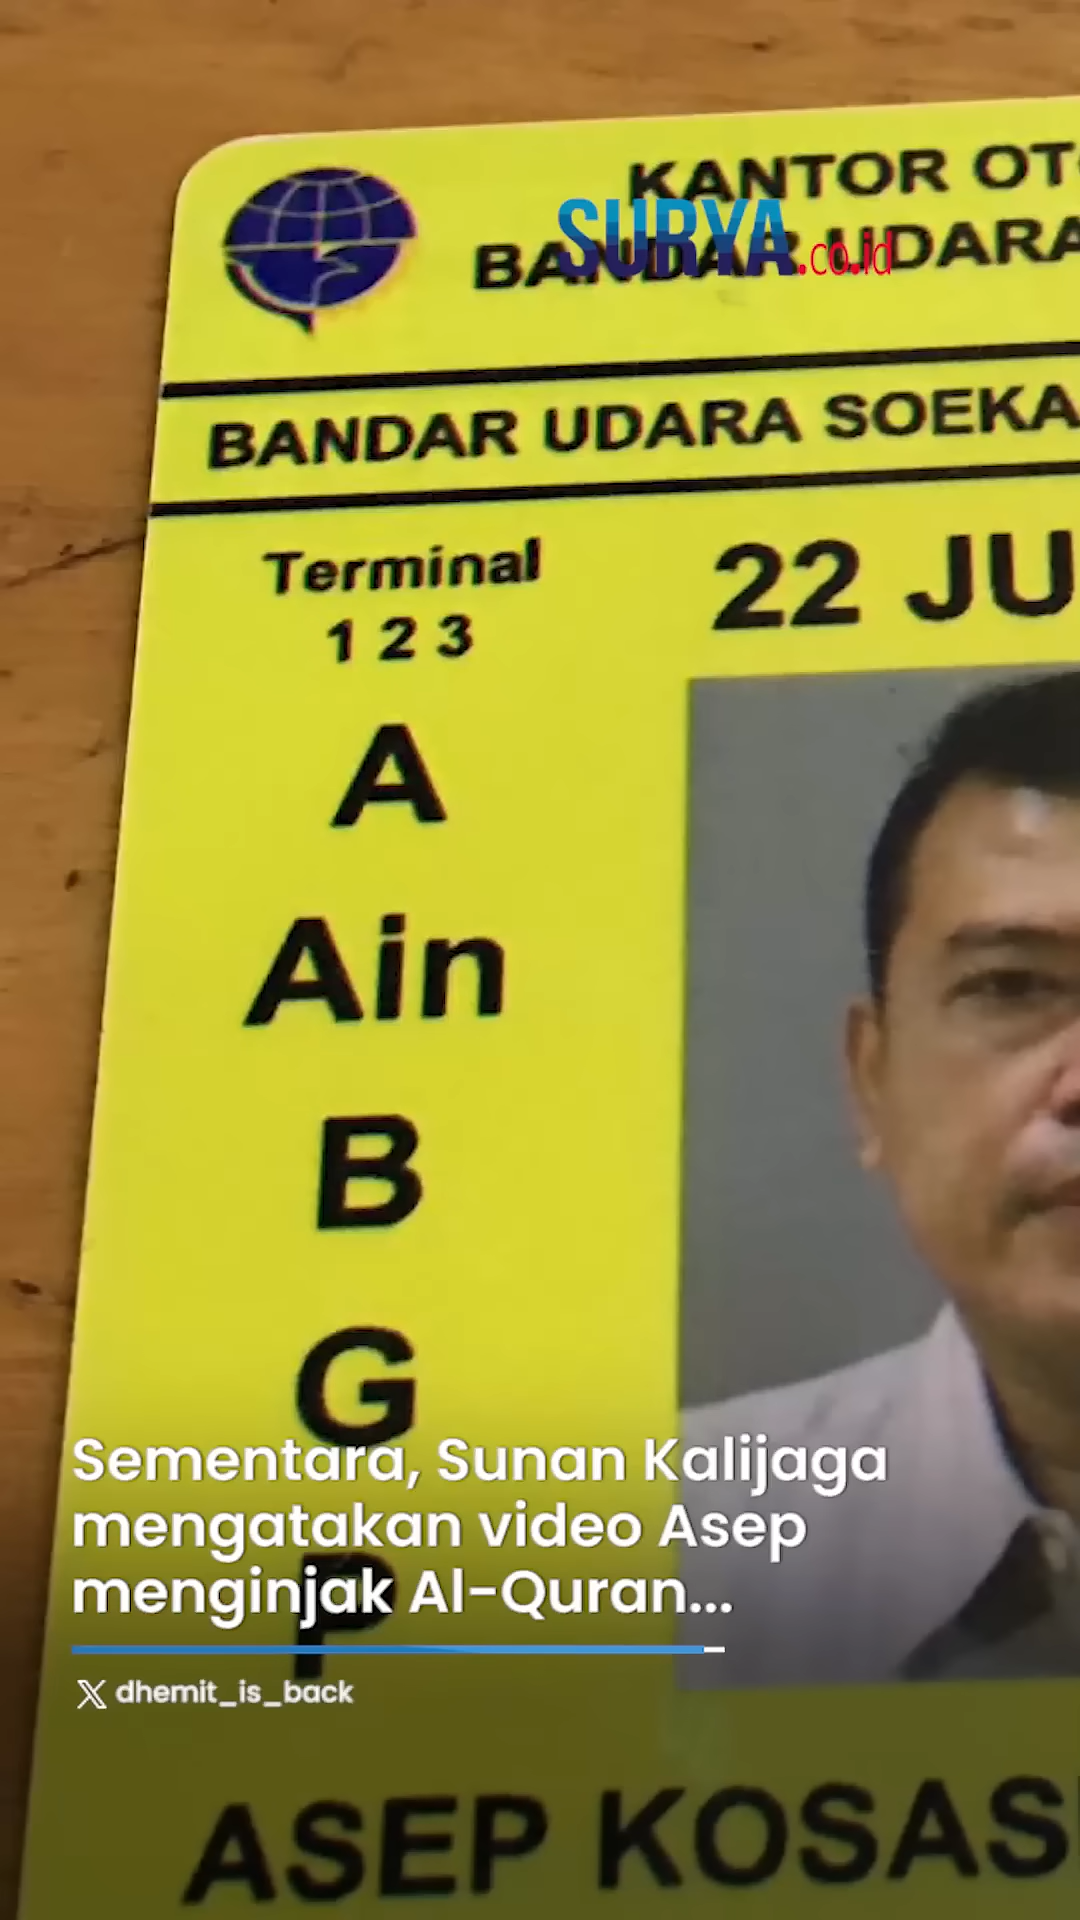 KANTOR OT
SURYA.co.id
BANDAR UDARA
BANDAR UDARA SOEKA
Terminal
1 2 3
22 JU
A
Ain
B
G
P
Sementara, Sunan Kalijaga
mengatakan video Asep
menginjak Al-Quran...
X dhemit_is_back
ASEP KOSAS